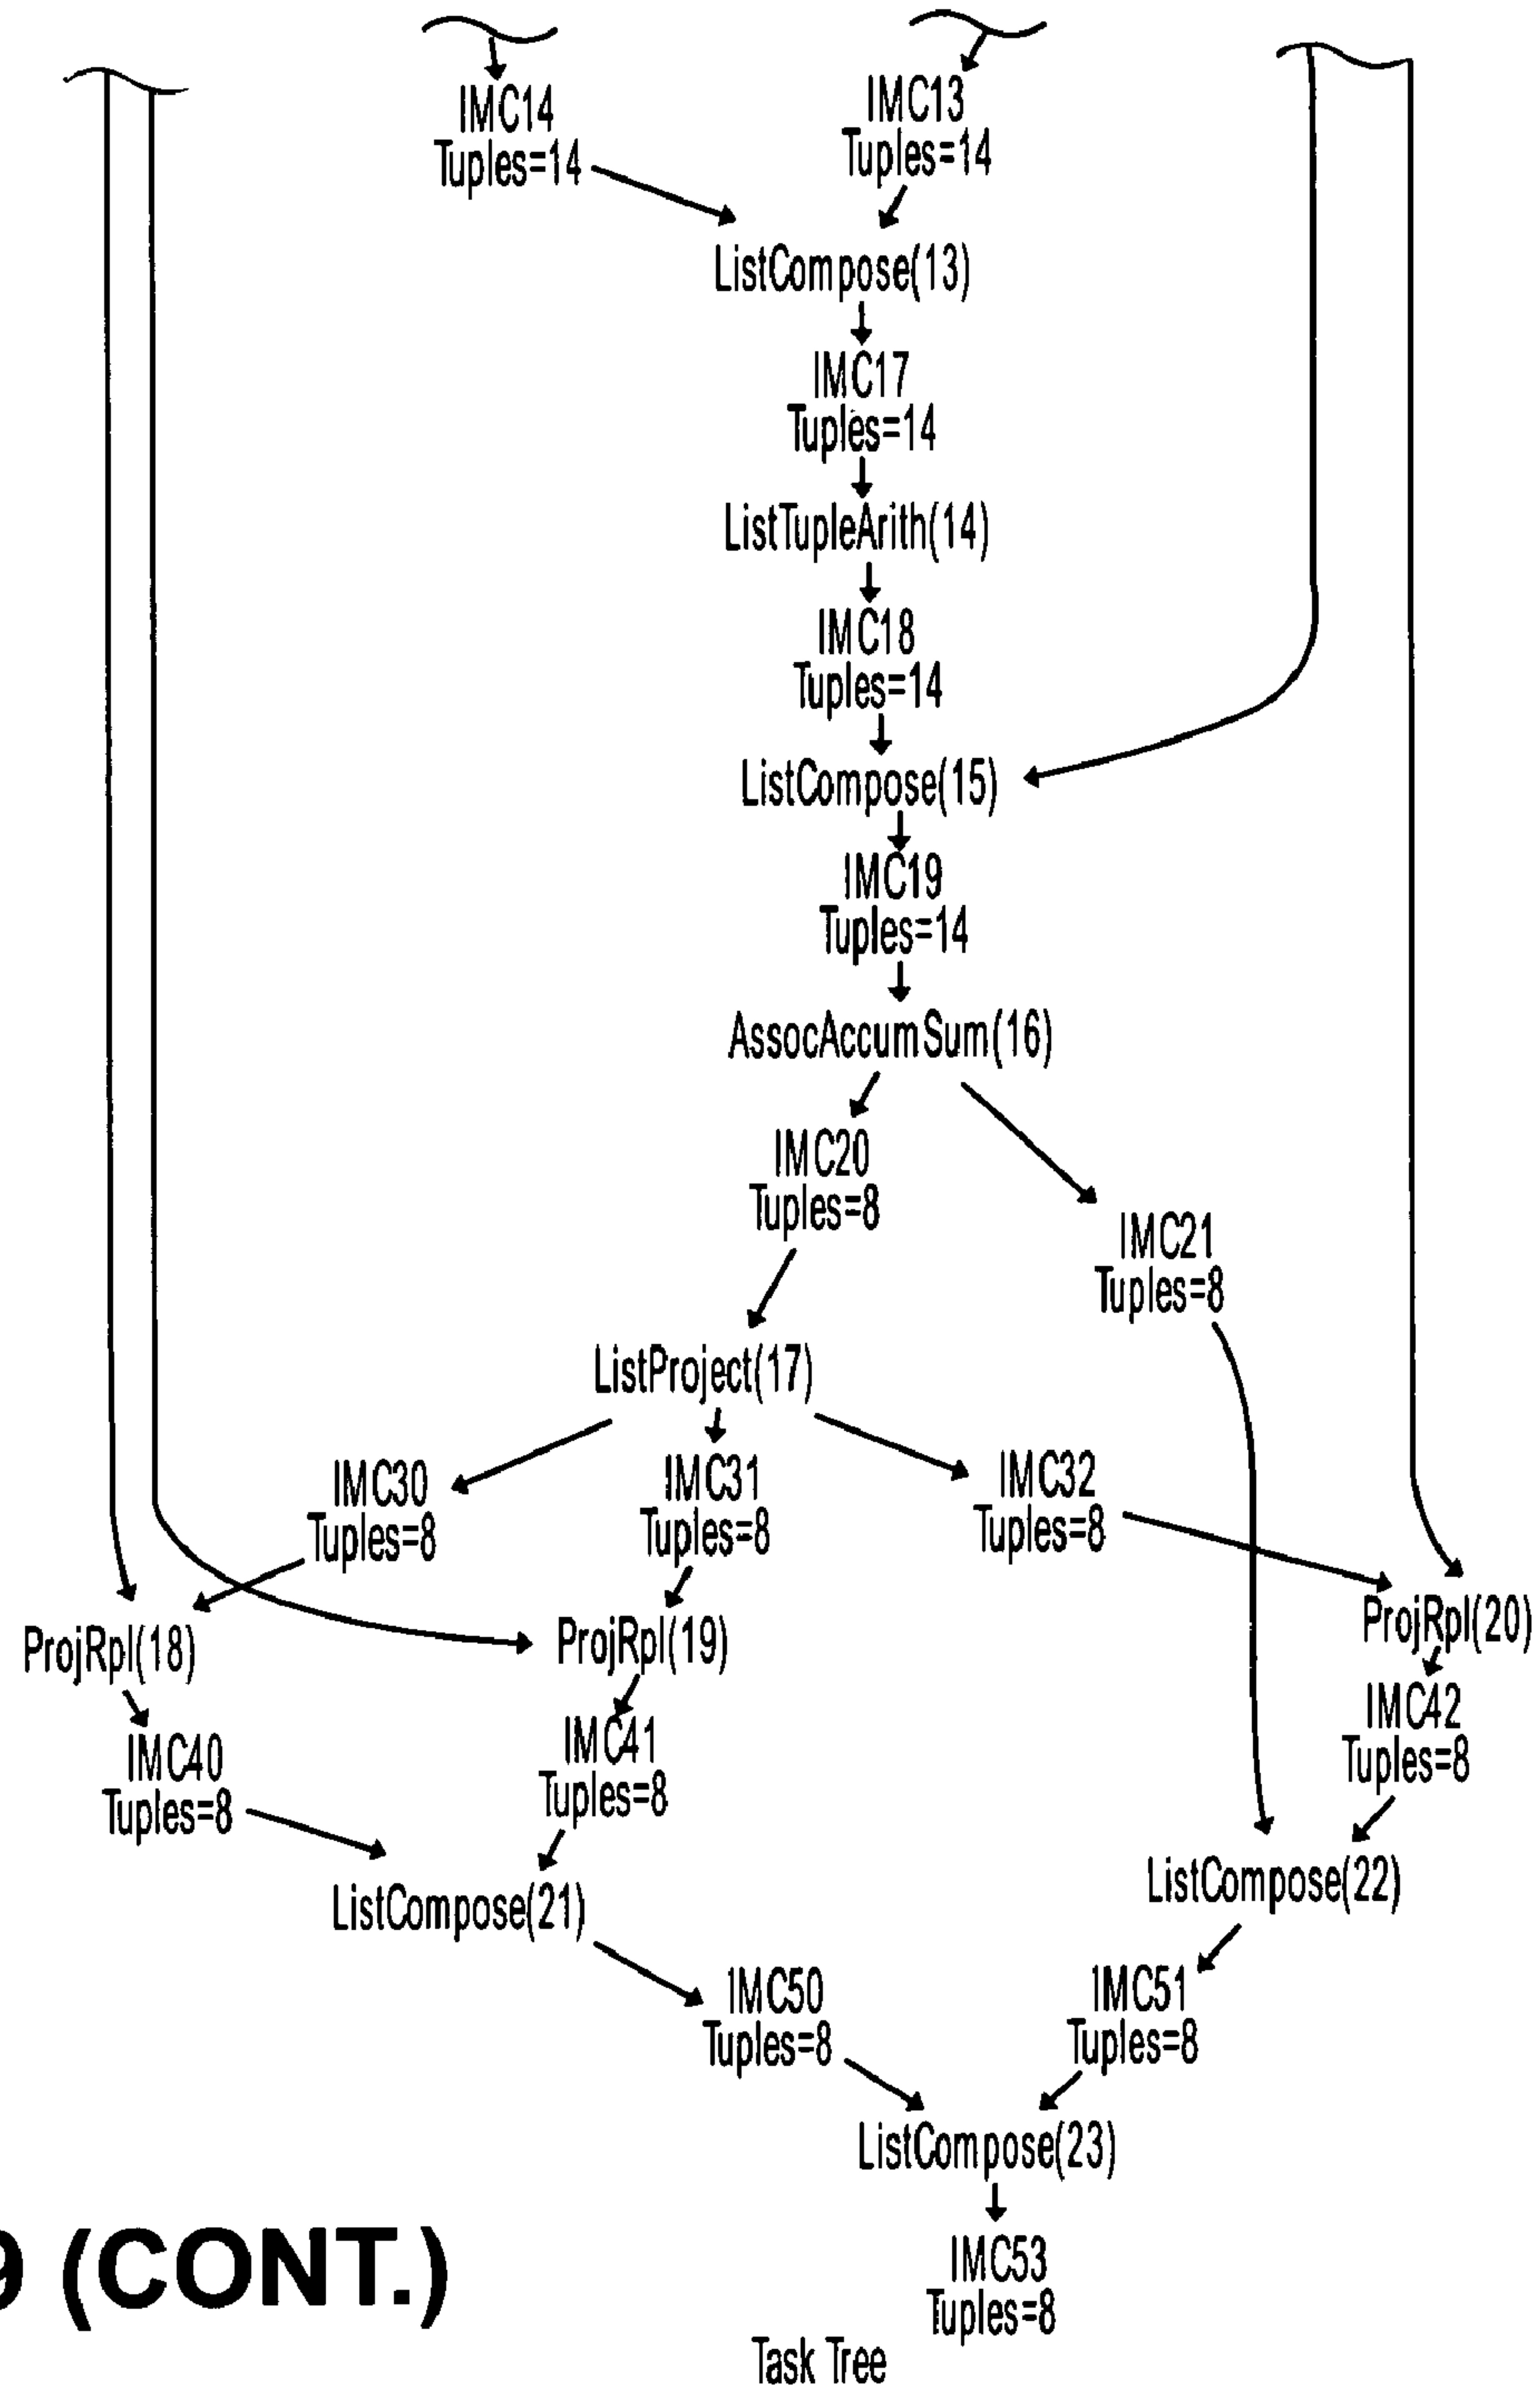 IMC14
Tuples=14
IMC13
Tuples=14
ListCompose(13)
IMC17
Tuples=14
ListTupleArith(14)
IMC18
Tuples=14
ListCompose(15)
IMC19
Tuples=14
AssocAccumSum(16)
IMC20
Tuples=8
IMC21
Tuples=8
ListProject(17)
IMC30
Tuples=8
IMC31
Tuples=8
IMC32
Tuples=8
ProjRpl(18)
ProjRpl(19)
ProjRpl(20)
IMC40
Tuples=8
IMC41
Tuples=8
IMC42
Tuples=8
ListCompose(21)
ListCompose(22)
IMC50
Tuples=8
IMC51
Tuples=8
ListCompose(23)
IMC53
Tuples=8
9 (CONT.)
Task Tree